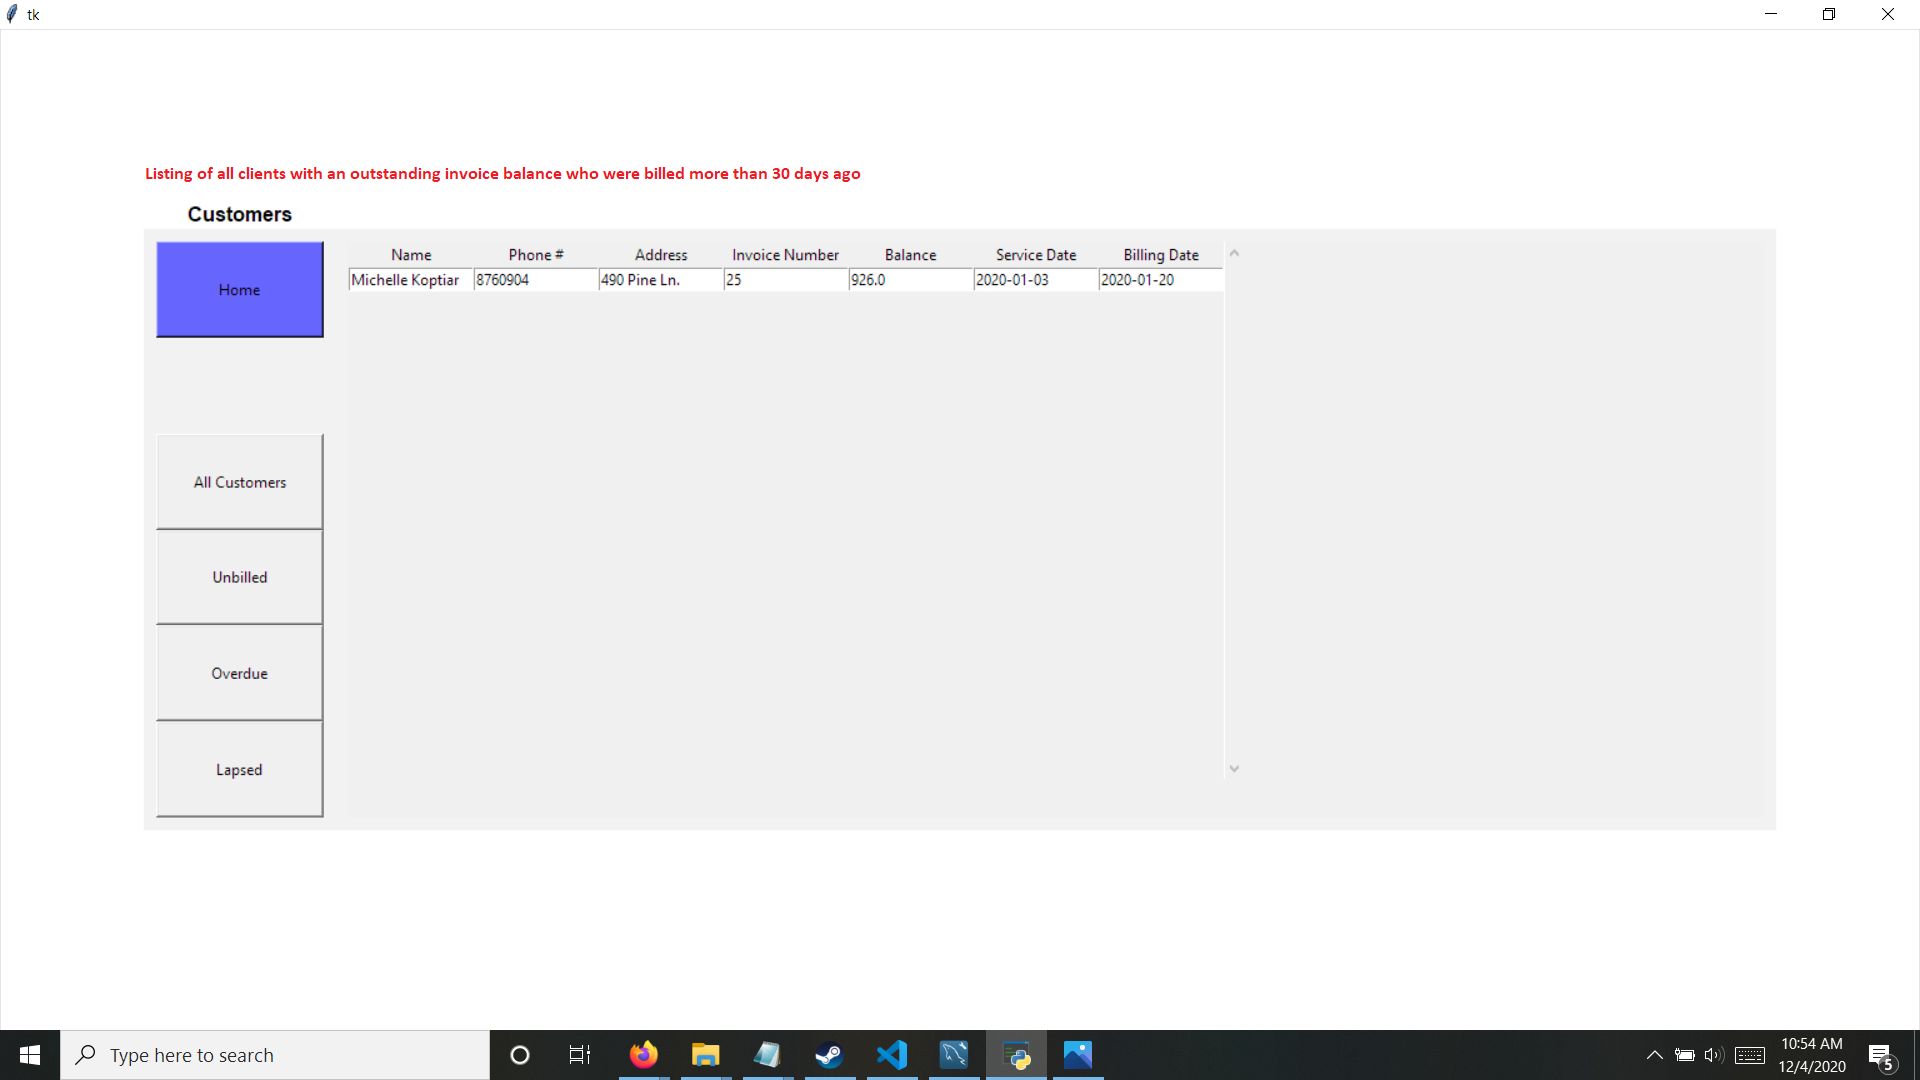 tk
Listing of all clients with an outstanding invoice balance who were billed more than 30 days ago
Customers
Home
Name Phone # Address Invoice Number Balance Service Date Billing Date
Michelle Koptiar 8760904 490 Pine Ln. 25 926.0 2020-01-03 2020-01-20
All Customers
Unbilled
Overdue
Lapsed
Type here to search
10:54 AM
12/4/2020
5